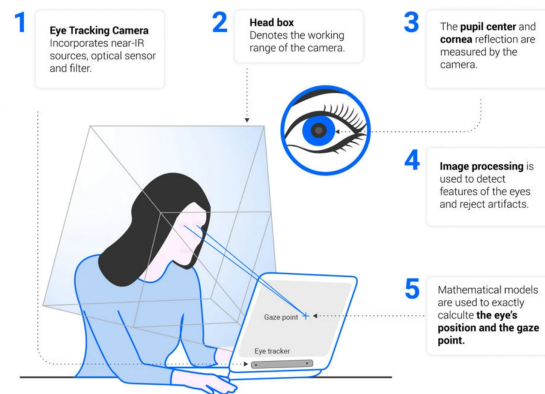 1
Eye Tracking Camera
Incorporates near-IR
sources, optical sensor
and filter.
2
Head box
Denotes the working
range of the camera.
3
The pupil center and
cornea reflection are
measured by the
camera.
4
Image processing is
used to detect
features of the eyes
and reject artifacts.
5
Mathematical models
are used to exactly
calculte the eye's
position and the gaze
point.
Gaze point
Eye tracker